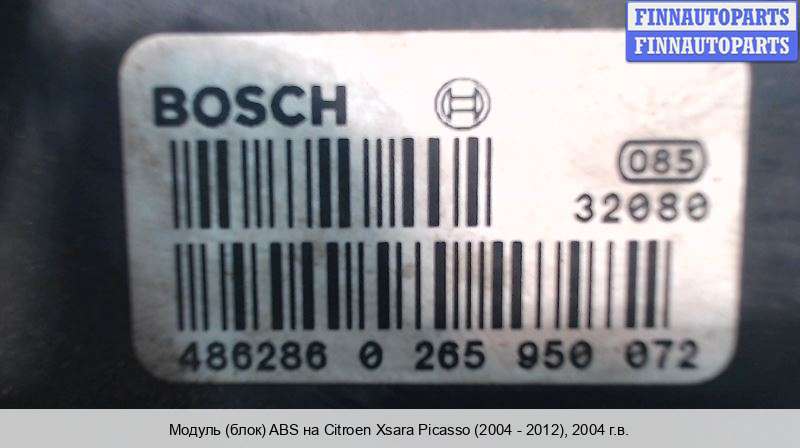 FINNAUTOPARTS
FINNAUTOPARTS
BOSCH
085
32080
486286 0 265 950 072
Модуль (блок) ABS на Citroen Xsara Picasso (2004 - 2012), 2004 г.в.